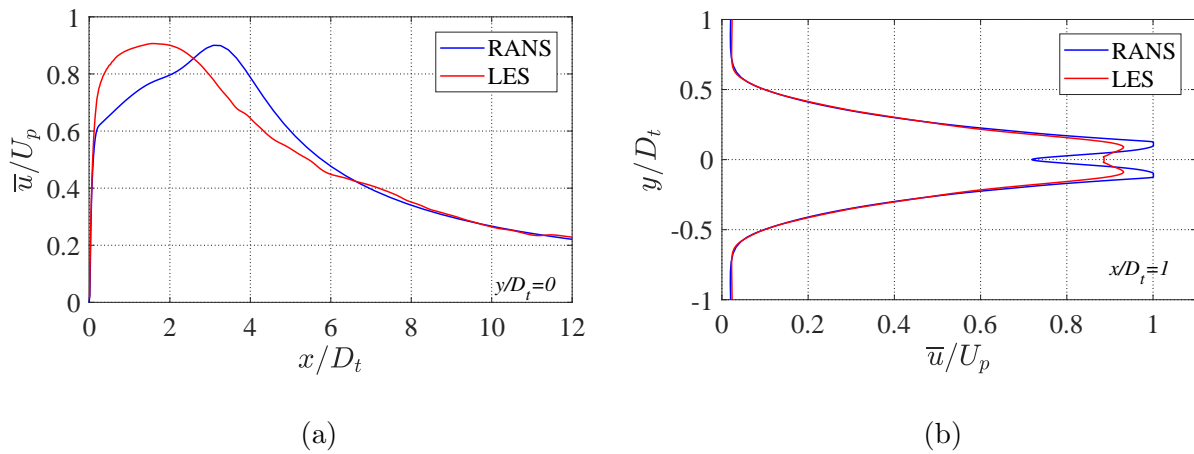 1
0.8
0.6
0.4
0.2
0
0 2 4 6 8 10 12
u̅/U_p
x/D_t
RANS
LES
y/D_t=0
(a)
1
0.5
0
-0.5
-1
0 0.2 0.4 0.6 0.8 1
y/D_t
u̅/U_p
RANS
LES
x/D_t=1
(b)